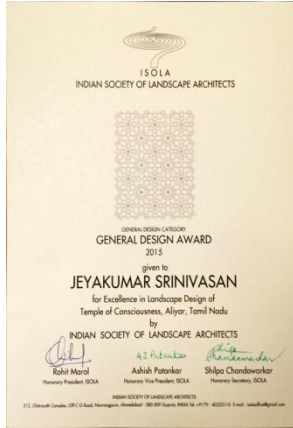 ISOLA
INDIAN SOCIETY OF LANDSCAPE ARCHITECTS
GENERAL DESIGN CATEGORY
GENERAL DESIGN AWARD
2015
given to
JEYAKUMAR SRINIVASAN
for Excellence in Landscape Design of
Temple of Consciousness, Aliyar, Tamil Nadu
by
INDIAN SOCIETY OF LANDSCAPE ARCHITECTS
Rohit Marol Ashish Patankar Shilpa Chandawarkar
Honorary President, ISOLA Honorary Vice President, ISOLA Honorary Secretary, ISOLA
INDIAN SOCIETY OF LANDSCAPE ARCHITECTS